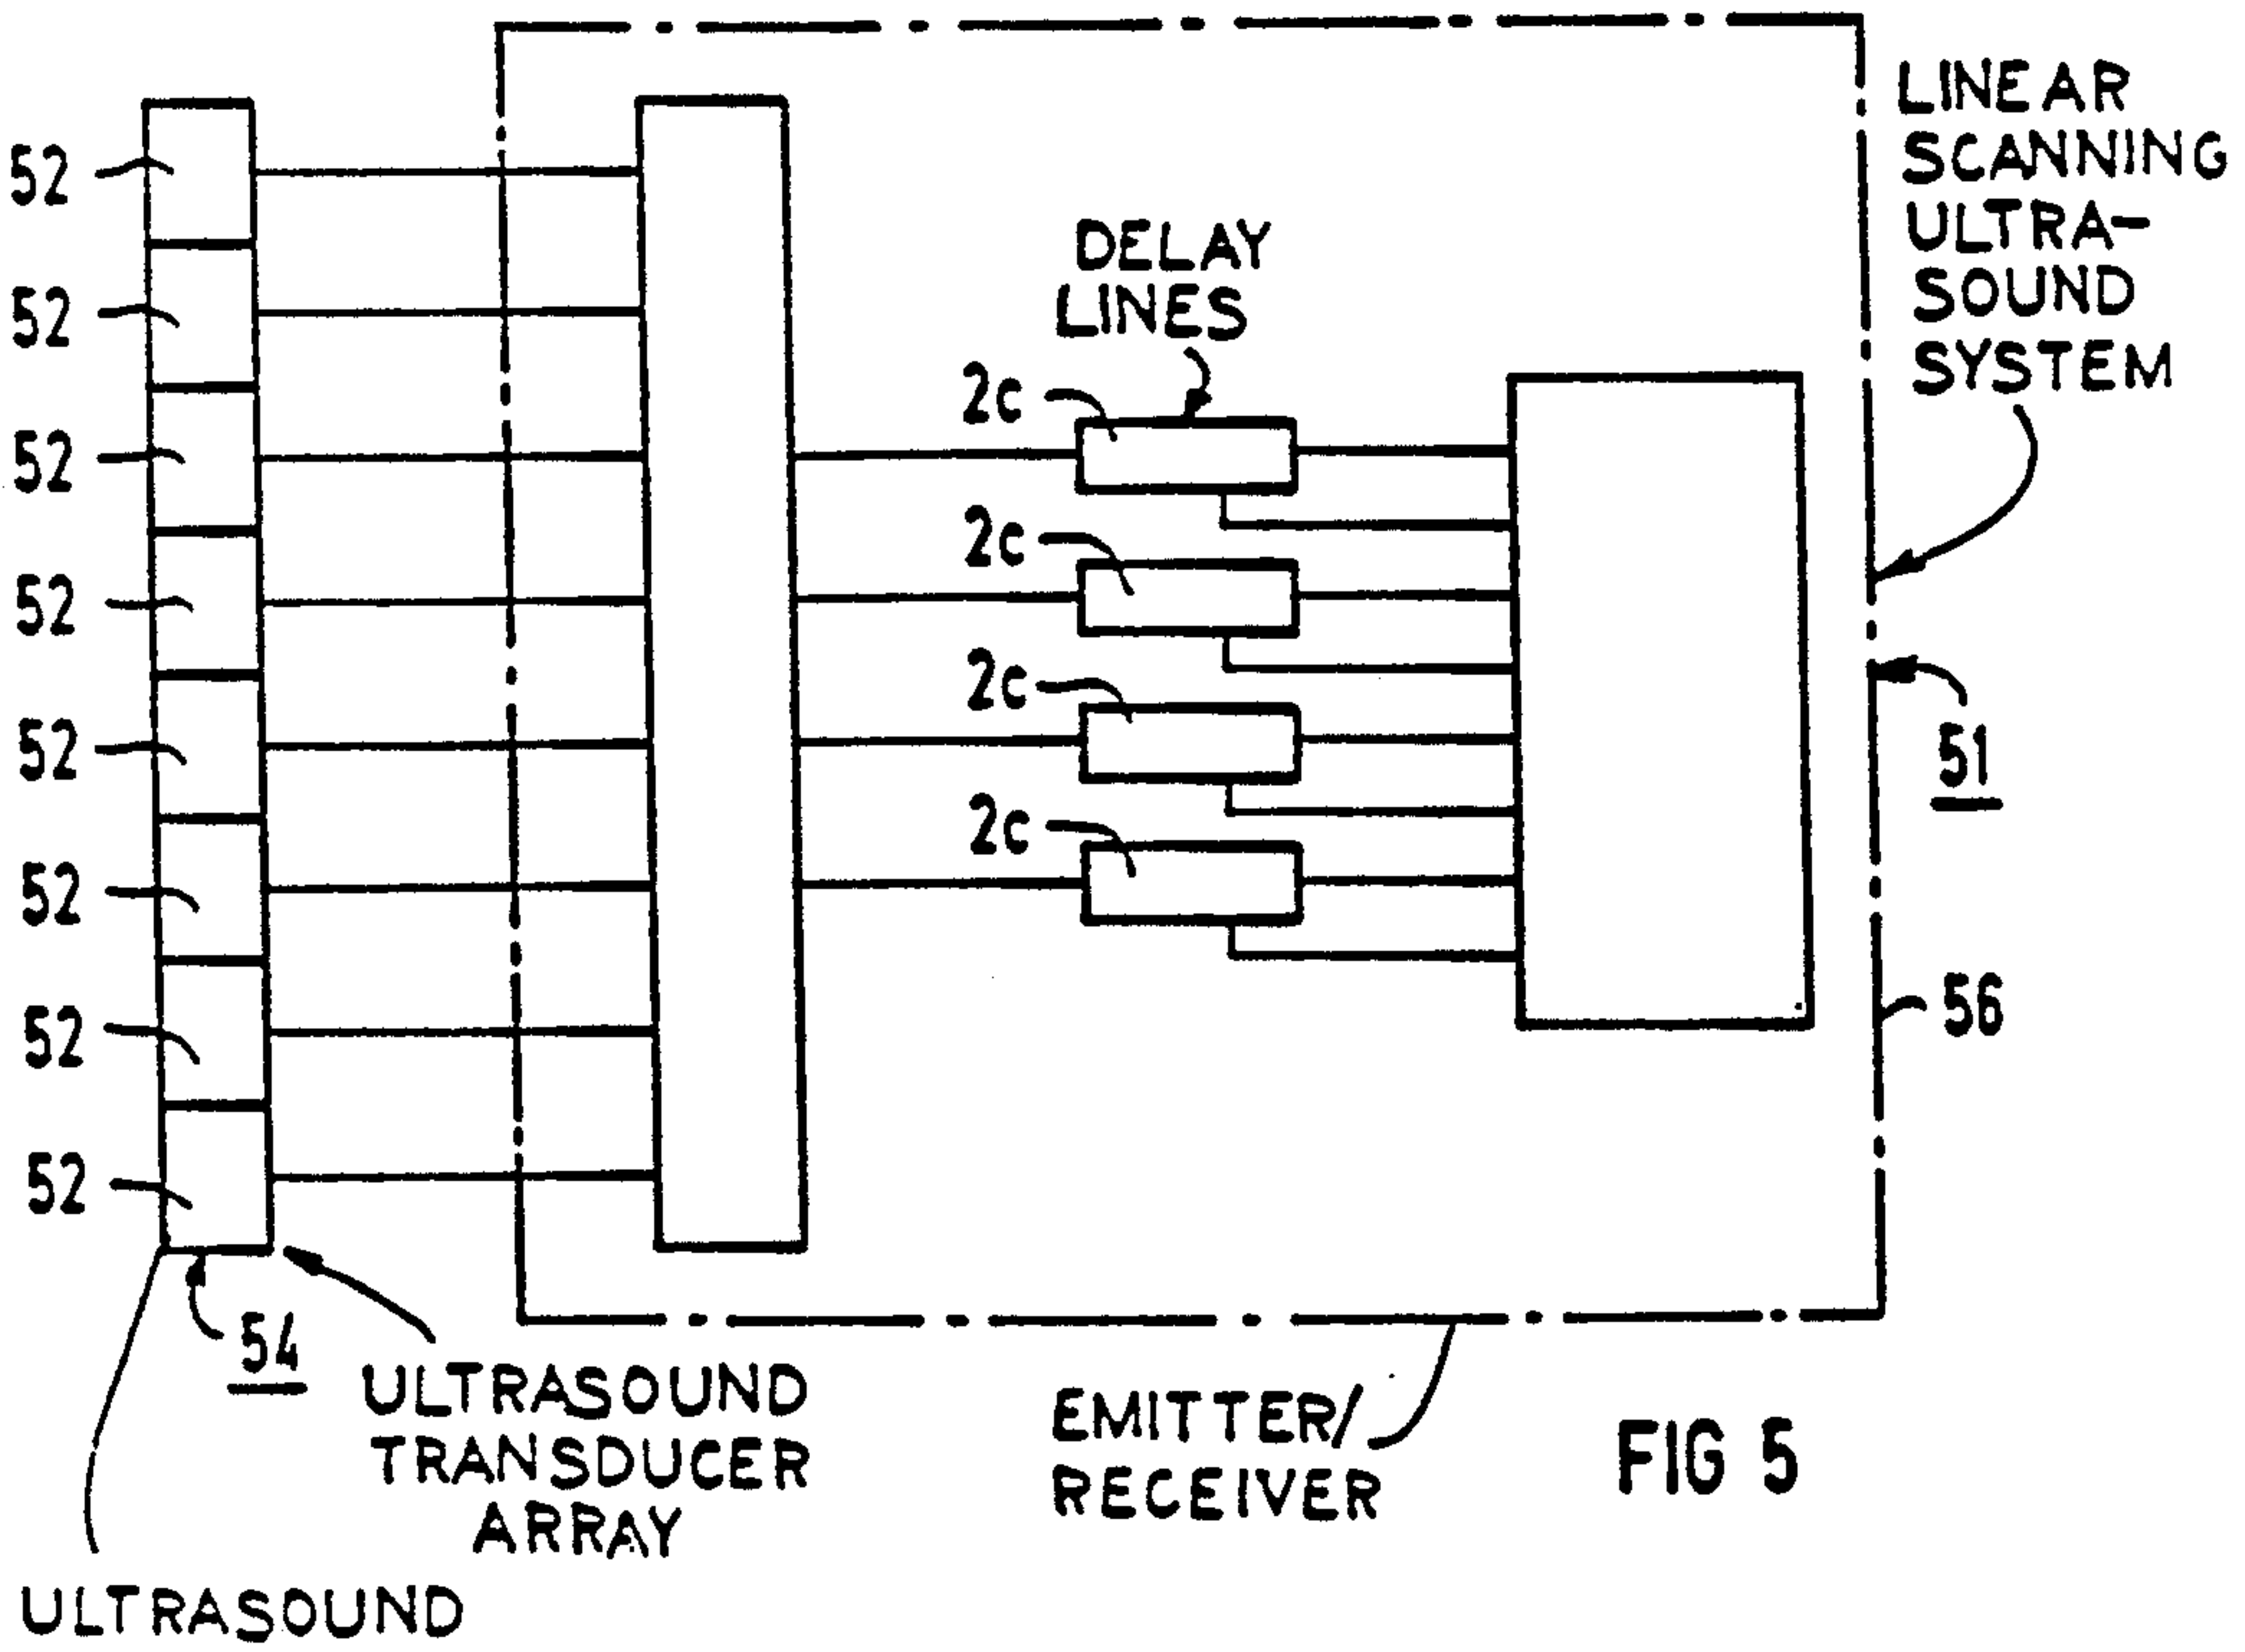 LINEAR
SCANNING
ULTRA-
SOUND
SYSTEM
DELAY
LINES
52
52
52
52
52
52
52
52
2c
2c
2c
2c
51
56
54
ULTRASOUND
TRANSDUCER
ARRAY
EMITTER/
RECEIVER
FIG 5
ULTRASOUND